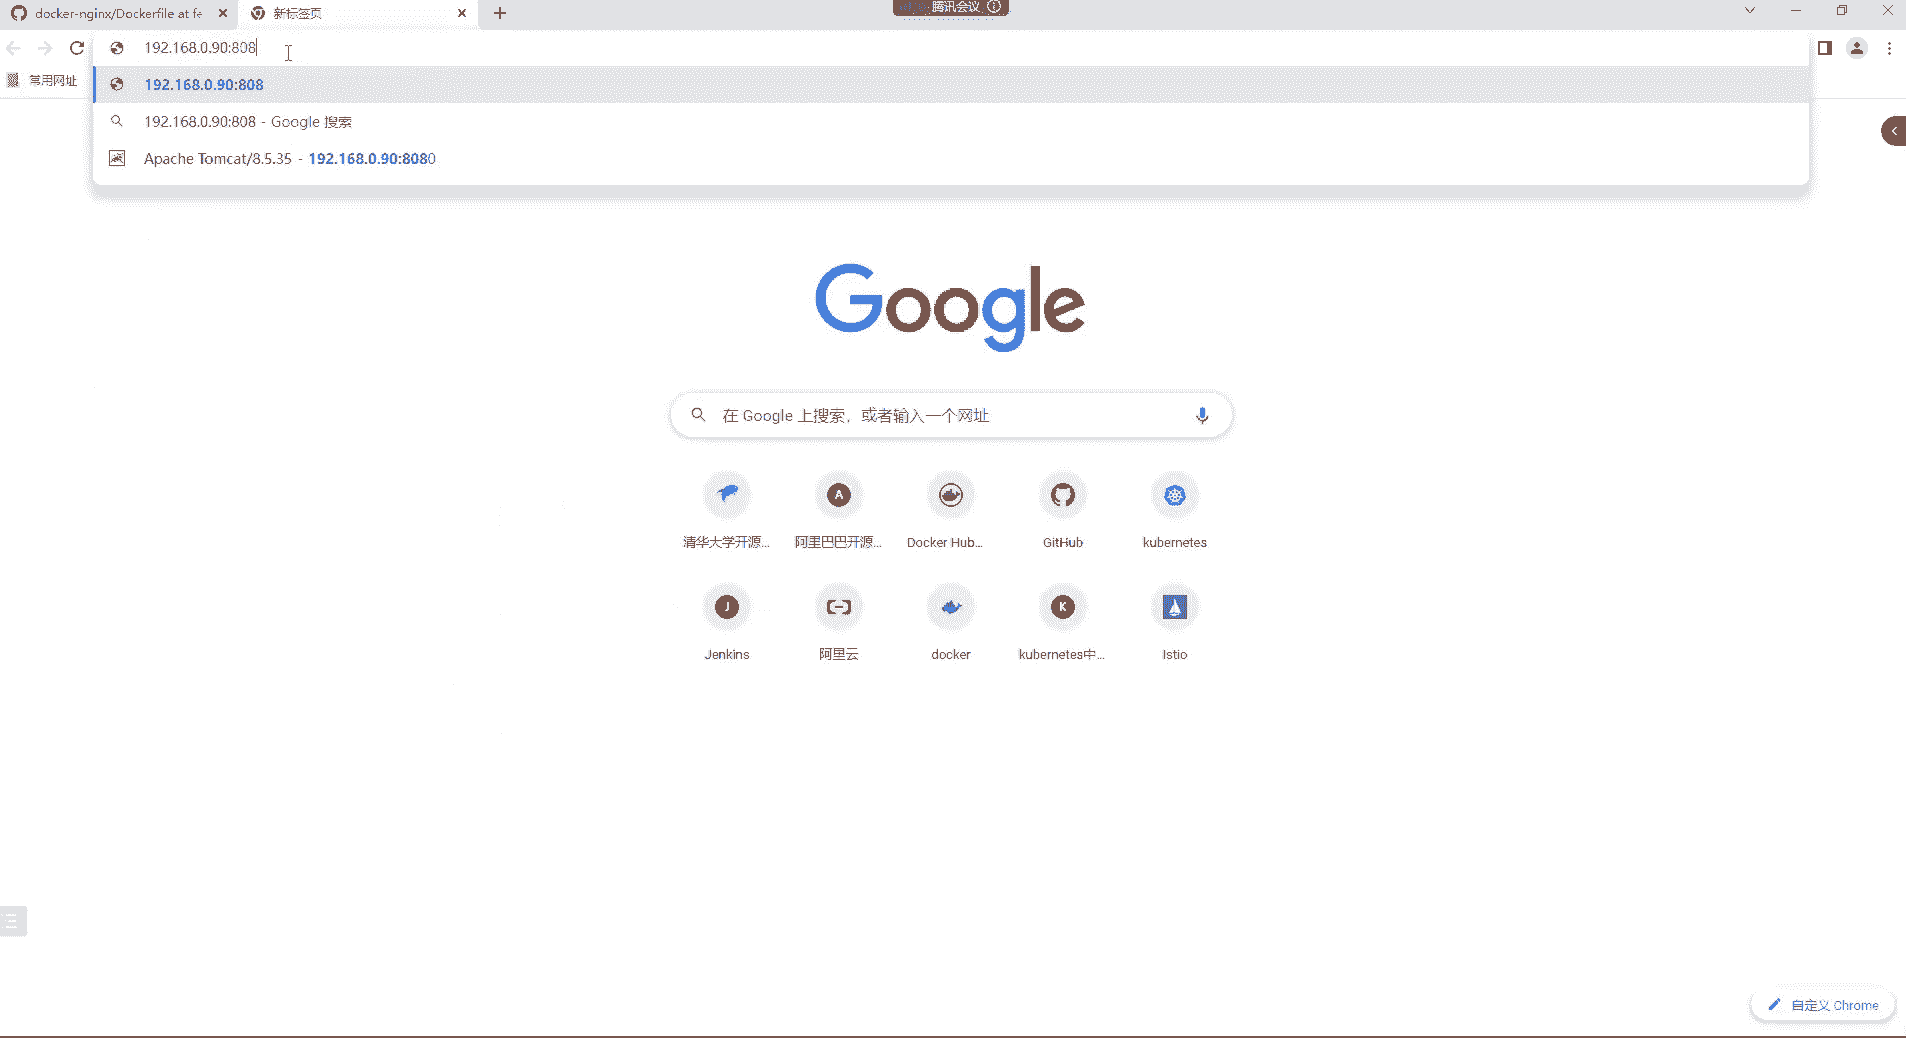 docker-nginx/Dockerfile at fe
新标签页
腾讯会议
192.168.0.90:808
常用网址
192.168.0.90:808
192.168.0.90:808 - Google 搜索
Apache Tomcat/8.5.35 - 192.168.0.90:8080
Google
在 Google 上搜索，或者输入一个网址
A
清华大学开源...
阿里巴巴开源...
Docker Hub...
GitHub
kubernetes
J
K
Jenkins
阿里云
docker
kubernetes中...
Istio
自定义 Chrome